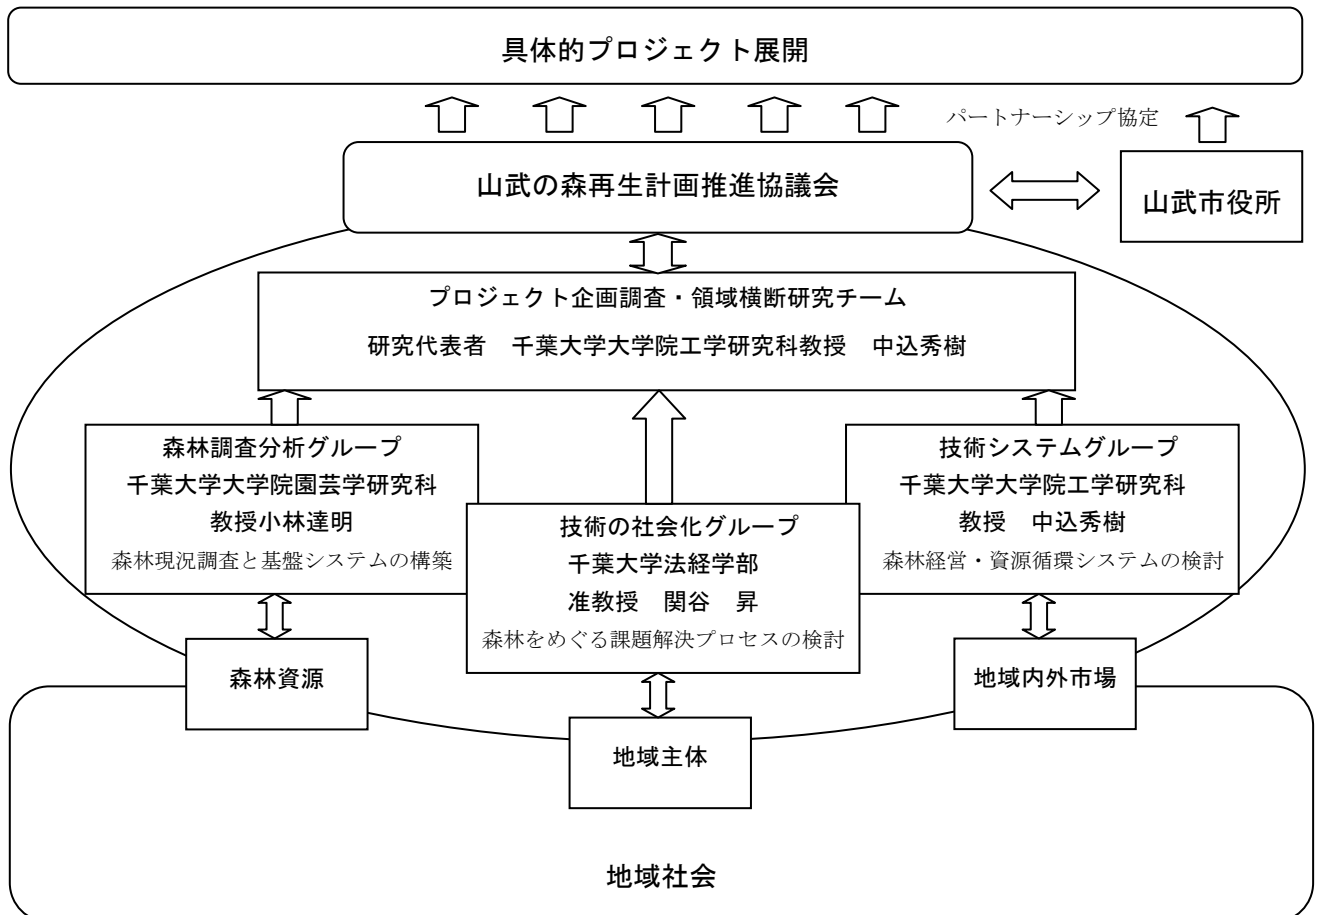 具体的プロジェクト展開
パートナーシップ協定
山武の森再生計画推進協議会
山武市役所
プロジェクト企画調査・領域横断研究チーム
研究代表者　千葉大学大学院工学研究科教授　中込秀樹
森林調査分析グループ
千葉大学大学院園芸学研究科
教授小林達明
森林現況調査と基盤システムの構築
技術の社会化グループ
千葉大学法経学部
准教授　関谷　昇
森林をめぐる課題解決プロセスの検討
技術システムグループ
千葉大学大学院工学研究科
教授　中込秀樹
森林経営・資源循環システムの検討
森林資源
地域主体
地域内外市場
地域社会